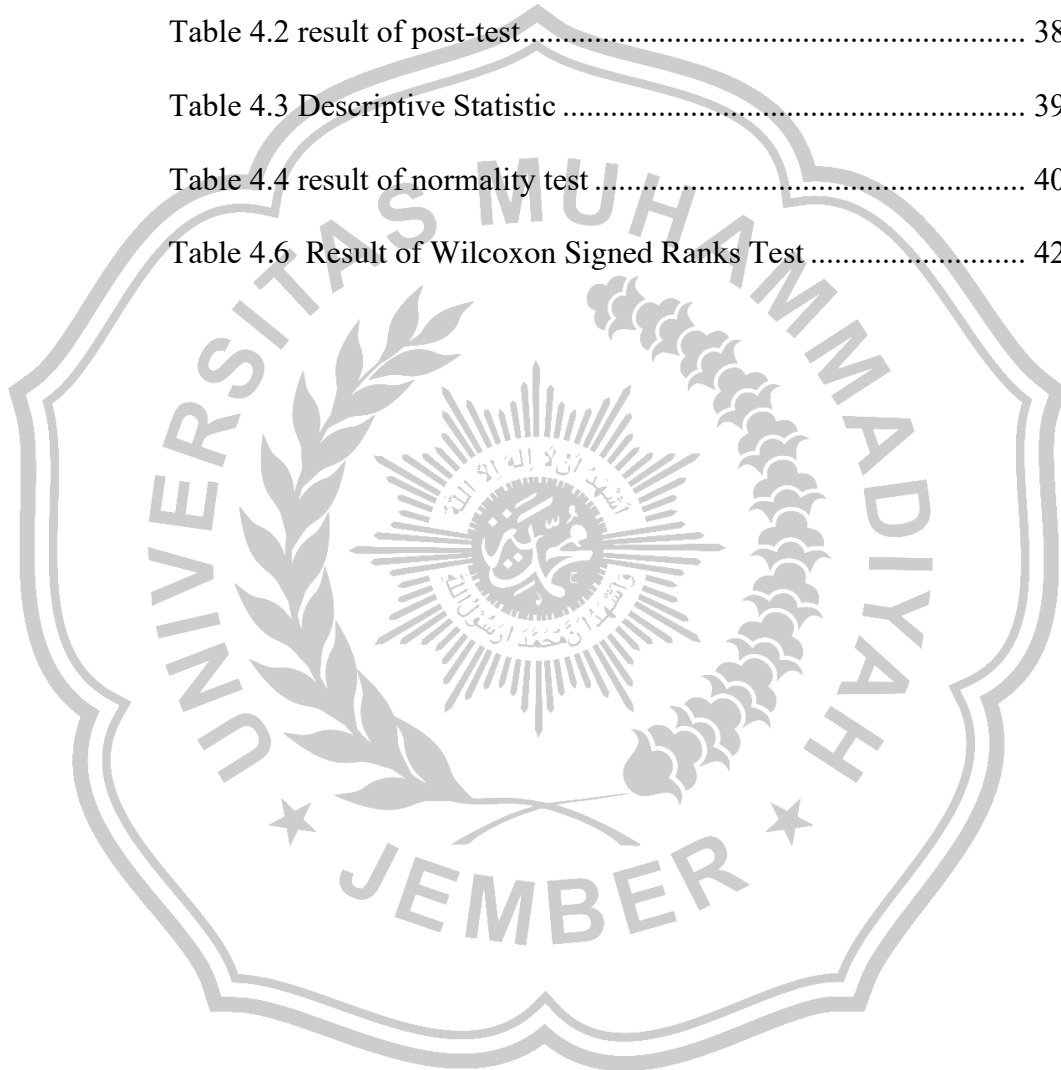 Table 4.2 result of post-test........................................................................ 38
Table 4.3 Descriptive Statistic ................................................................... 39
Table 4.4 result of normality test ............................................................... 40
Table 4.6  Result of Wilcoxon Signed Ranks Test ........................... 42
UNIVERSITAS MUHAMMADIYAH
JEMBER